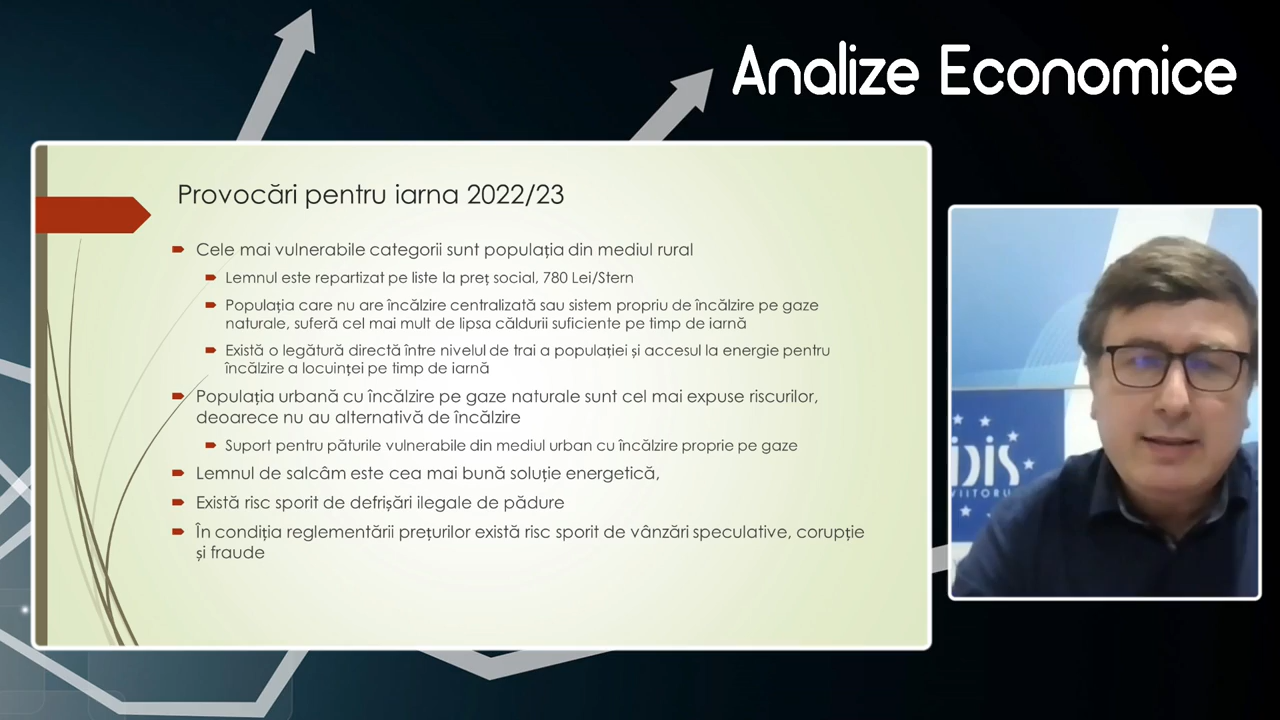 Analize Economice
Provocări pentru iarna 2022/23
Cele mai vulnerabile categorii sunt populația din mediul rural
Lemnul este repartizat pe liste la preț social, 780 Lei/Stern
Populația care nu are încălzire centralizată sau sistem propriu de încălzire pe gaze
naturale, suferă cel mai mult de lipsa căldurii suficiente pe timp de iarnă
Există o legătură directă între nivelul de trai a populației și accesul la energie pentru
încălzire a locuinței pe timp de iarnă
Populația urbană cu încălzire pe gaze naturale sunt cel mai expuse riscurilor,
deoarece nu au alternativă de încălzire
Suport pentru păturile vulnerabile din mediul urban cu încălzire proprie pe gaze
Lemnul de salcâm este cea mai bună soluție energetică,
Există risc sporit de defrișări ilegale de pădure
În condiția reglementării prețurilor există risc sporit de vânzări speculative, corupție
și fraude
IDIS
VIITORU